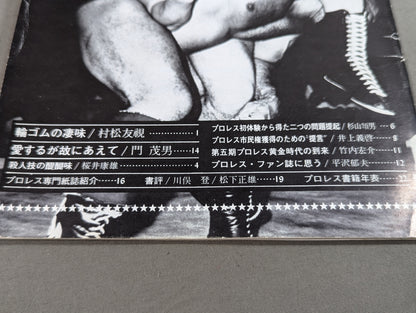 輪ゴムの凄味/村松友視…………1
愛するが故にあえて/門 茂男……14
殺人技の醍醐味/桜井康雄…………4
プロレス専門紙誌紹介……16
プロレス初体験から得た二つの問題提起/杉山知男…6
プロレス市民権獲得のための“提言”/井上義啓……8
第五期プロレス黄金時代の到来/竹内宏介………11
プロレス・ファン誌に思う/平沢郁夫………12
書評/川俣 登/松下正雄……19
プロレス書籍年表……22